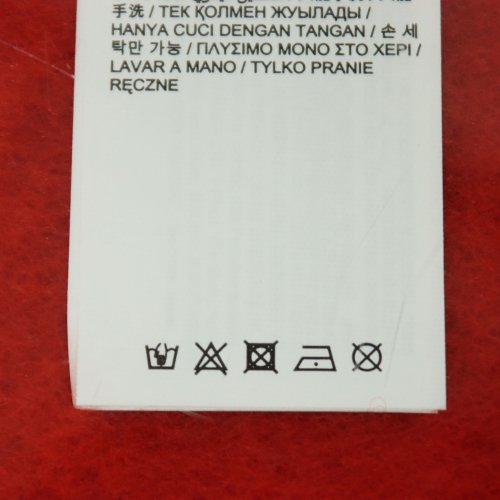 手洗 / ТЕК ҚОЛМЕН ЖУЫЛАДЫ /
HANYA CUCI DENGAN TANGAN / 손 세
탁만 가능 / ΠΛΥΣΙΜΟ ΜΟΝΟ ΣΤΟ ΧΕΡΙ /
LAVAR A MANO / TYLKO PRANIE
RĘCZNE